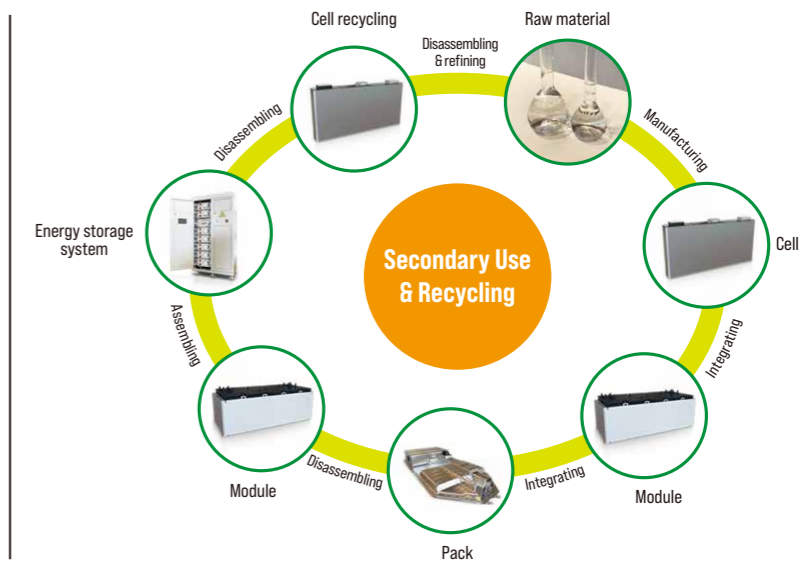 Cell recycling
Disassembling
& refining
Raw material
Manufacturing
Cell
Integrating
Module
Integrating
Pack
Disassembling
Module
Assembling
Energy storage
system
Disassembling
Secondary Use
& Recycling